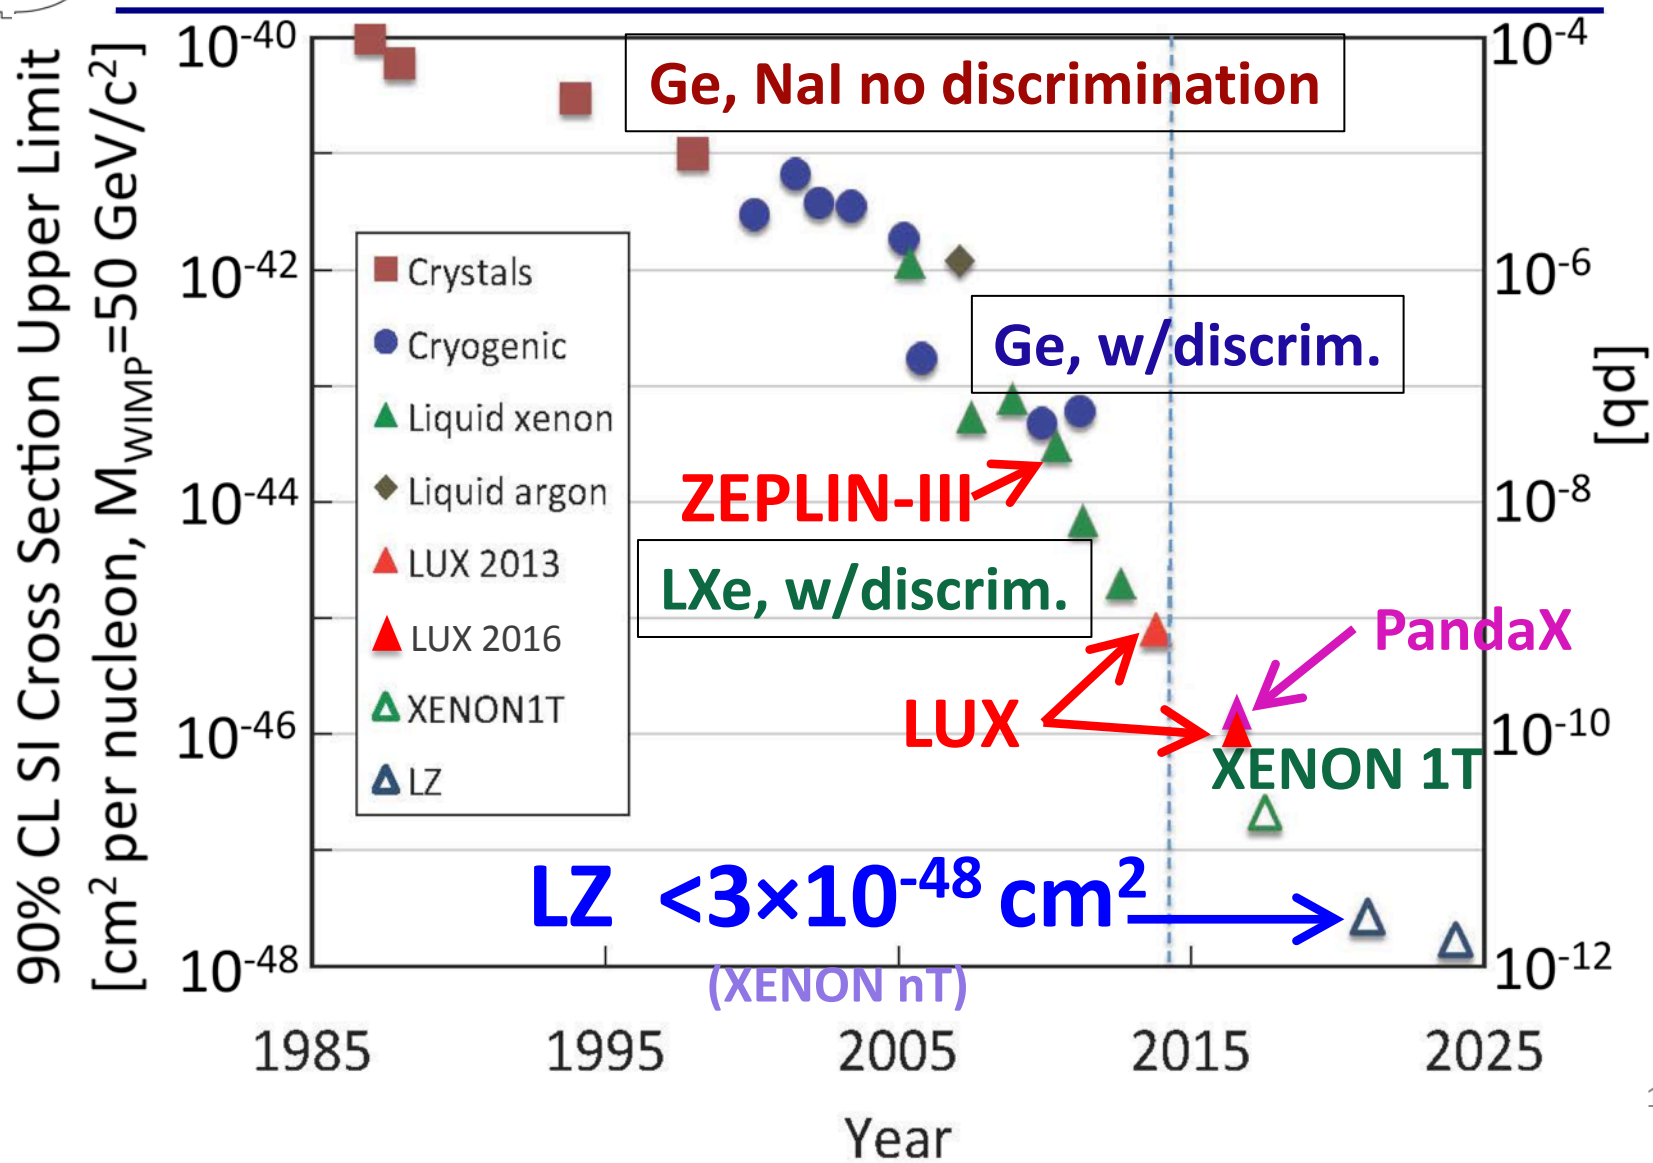 90% CL SI Cross Section Upper Limit
[cm² per nucleon, M_WIMP=50 GeV/c²]
10⁻⁴⁰
10⁻⁴²
10⁻⁴⁴
10⁻⁴⁶
10⁻⁴⁸
Ge, NaI no discrimination
Crystals
Cryogenic
Liquid xenon
Liquid argon
LUX 2013
LUX 2016
XENON1T
LZ
Ge, w/discrim.
ZEPLIN-III
LXe, w/discrim.
PandaX
LUX
XENON 1T
LZ <3×10⁻⁴⁸ cm²
(XENON nT)
10⁻⁴
10⁻⁶
10⁻⁸
10⁻¹⁰
10⁻¹²
[pb]
1985 1995 2005 2015 2025
Year